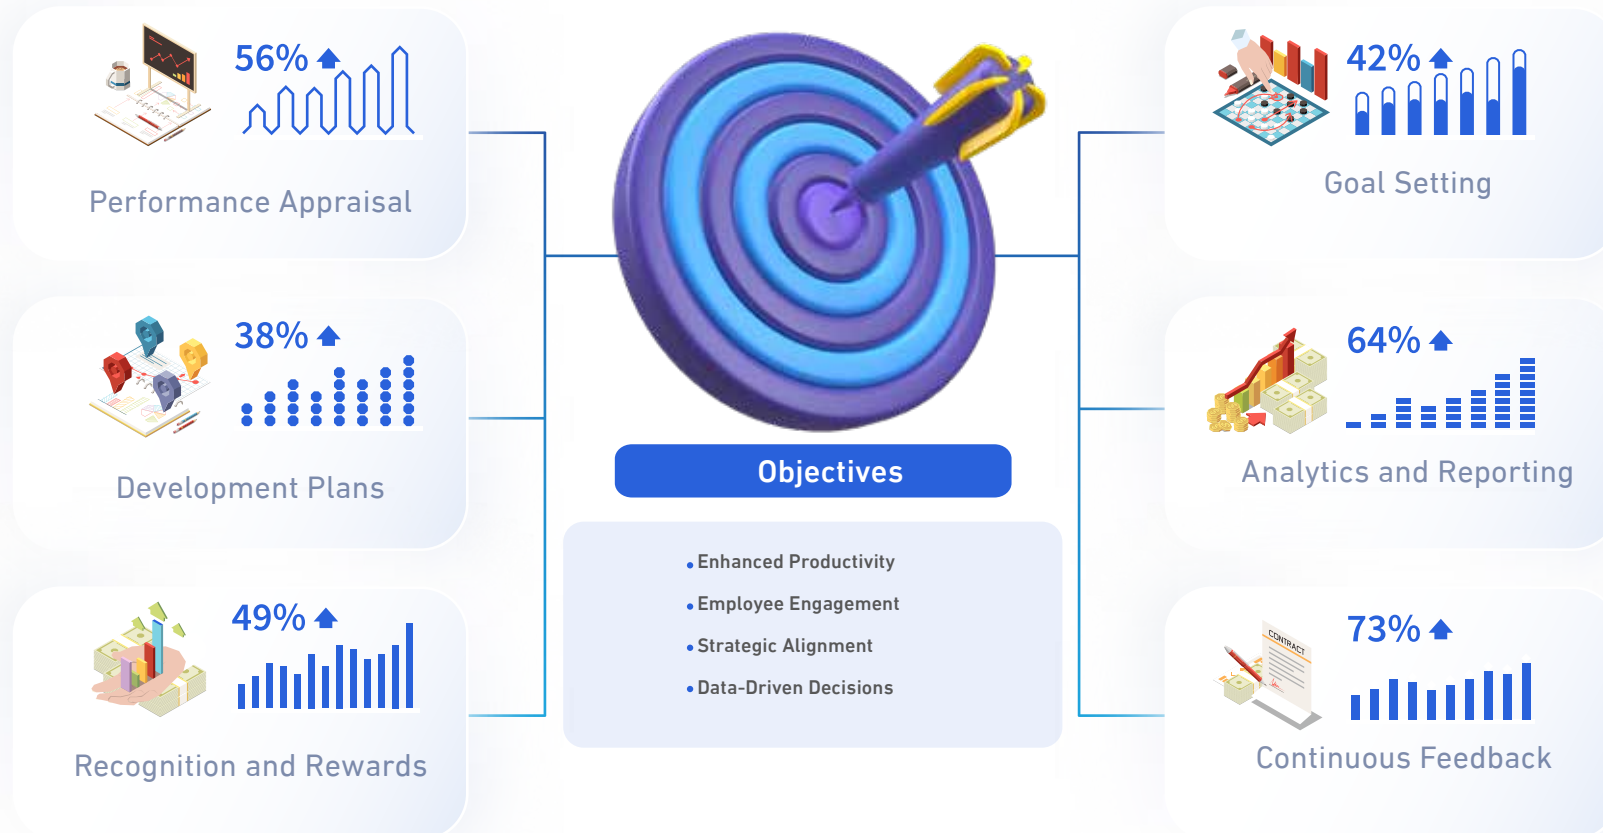 56%
Performance Appraisal
38%
Development Plans
49%
Recognition and Rewards
Objectives
Enhanced Productivity
Employee Engagement
Strategic Alignment
Data-Driven Decisions
42%
Goal Setting
64%
Analytics and Reporting
CONTRACT
73%
Continuous Feedback